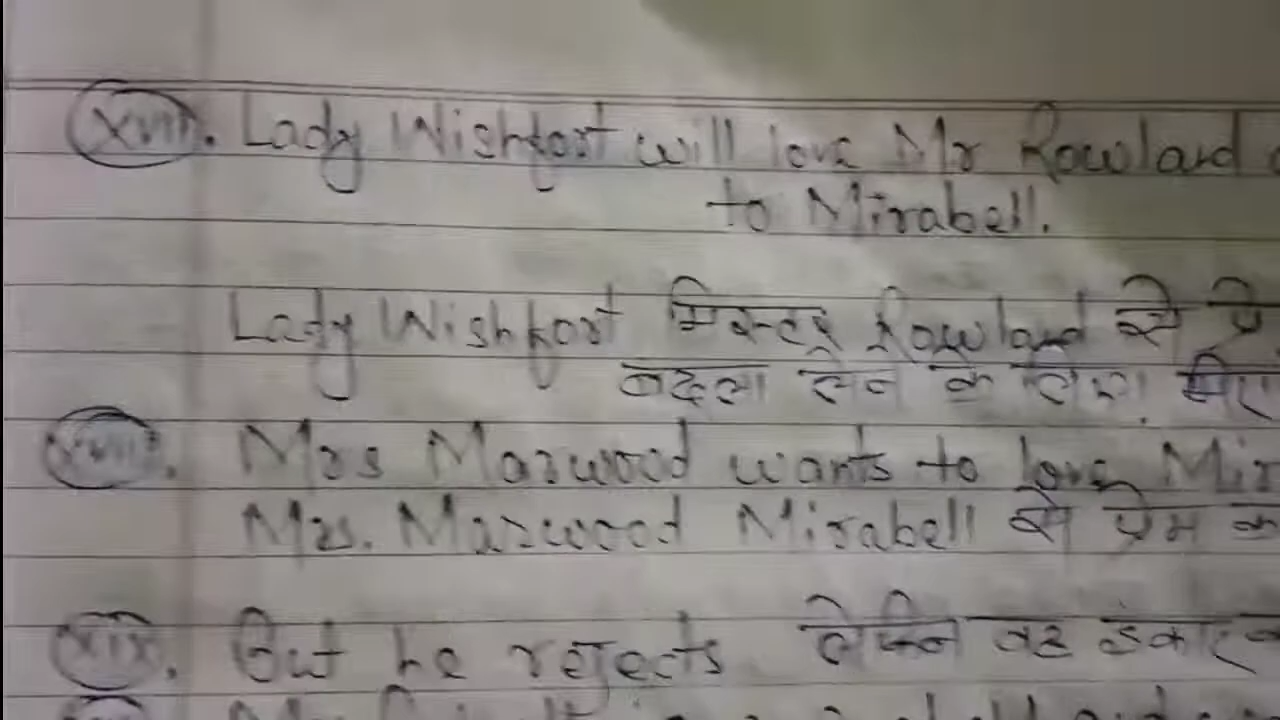 xvii. Lady Wishfort will love Mr Rowland
to Mirabell.
Lady Wishfort मिस्टर Rowland से
बदला लेने के लिए
xviii. Mrs Marwood wants to love
Mrs. Marwood Mirabell से प्रेम
xix. But he rejects लेकिन वह इंकार